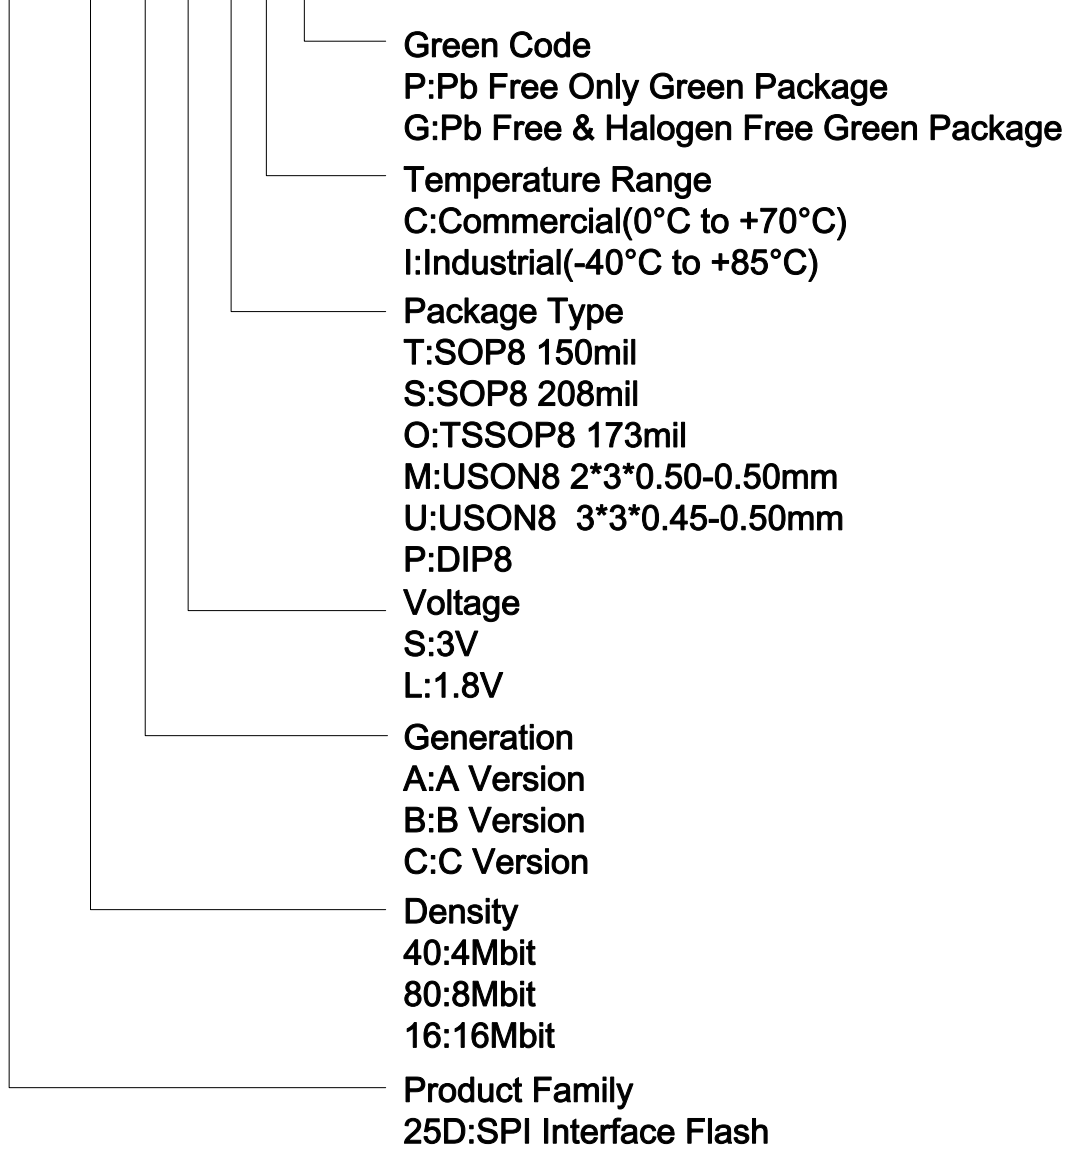 Green Code
P:Pb Free Only Green Package
G:Pb Free & Halogen Free Green Package
Temperature Range
C:Commercial(0°C to +70°C)
I:Industrial(-40°C to +85°C)
Package Type
T:SOP8 150mil
S:SOP8 208mil
O:TSSOP8 173mil
M:USON8 2*3*0.50-0.50mm
U:USON8  3*3*0.45-0.50mm
P:DIP8
Voltage
S:3V
L:1.8V
Generation
A:A Version
B:B Version
C:C Version
Density
40:4Mbit
80:8Mbit
16:16Mbit
Product Family
25D:SPI Interface Flash